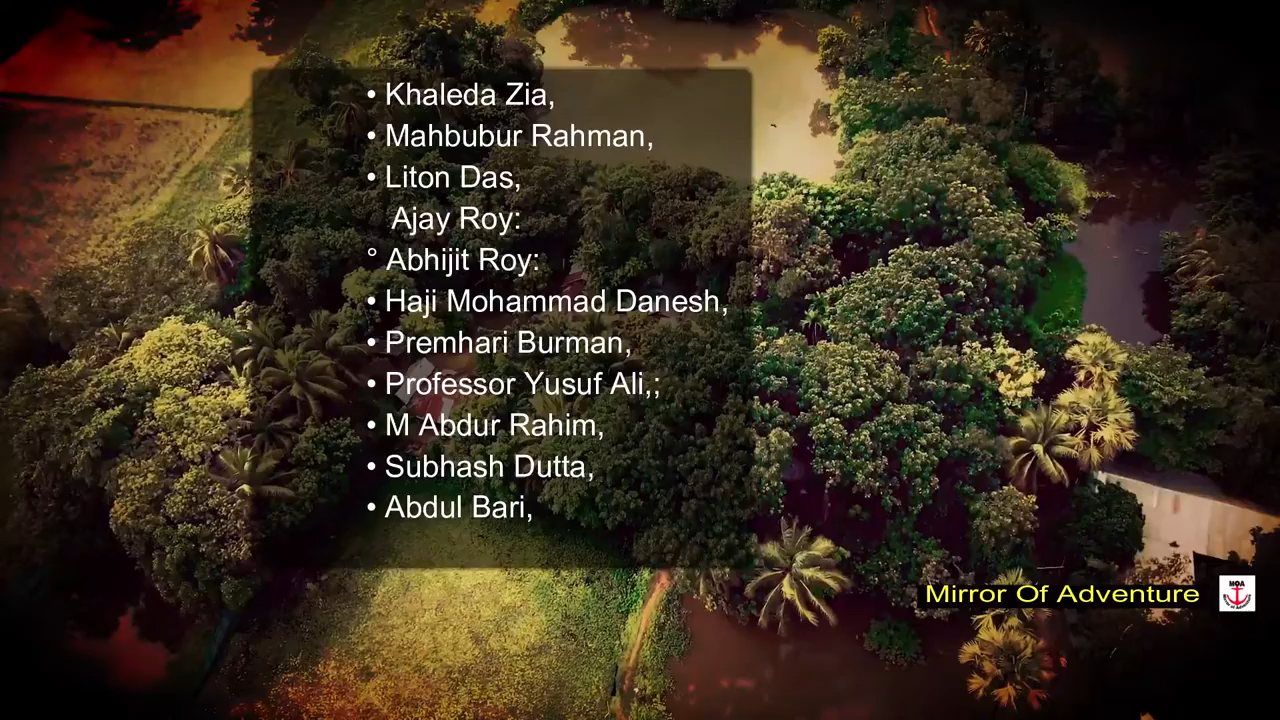 • Khaleda Zia,
• Mahbubur Rahman,
• Liton Das,
Ajay Roy:
° Abhijit Roy:
• Haji Mohammad Danesh,
• Premhari Burman,
• Professor Yusuf Ali,;
• M Abdur Rahim,
• Subhash Dutta,
• Abdul Bari,
Mirror Of Adventure
MOA